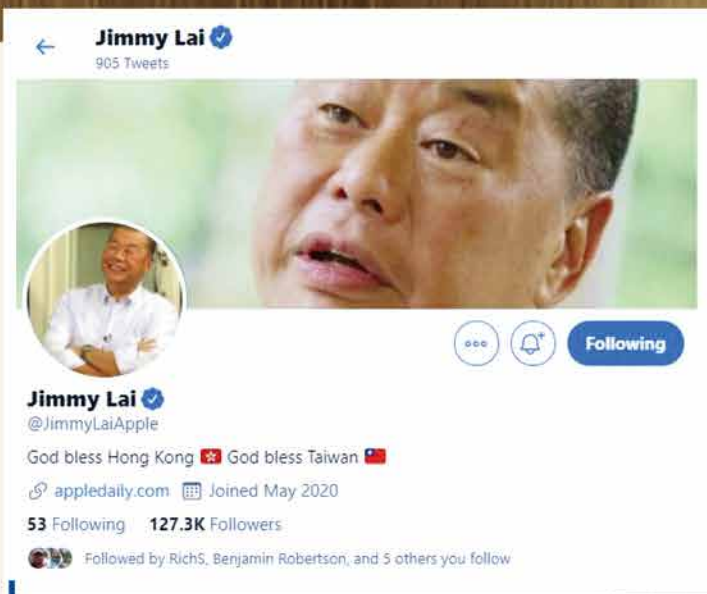 Jimmy Lai
905 Tweets
Following
Jimmy Lai
@JimmyLaiApple
God bless Hong Kong 🇭🇰 God bless Taiwan 🇹🇼
appledaily.com Joined May 2020
53 Following 127.3K Followers
Followed by RichS, Benjamin Robertson, and 5 others you follow